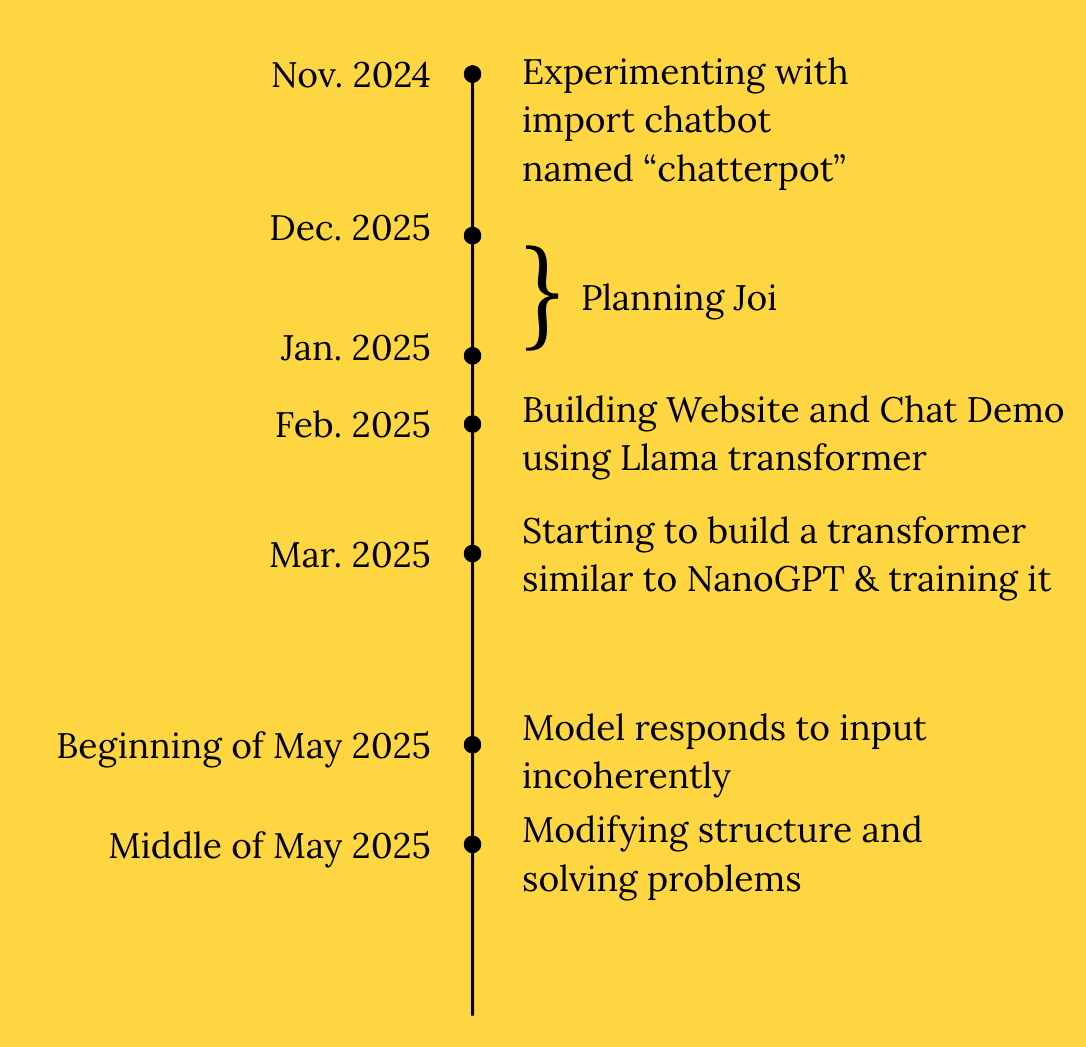 Nov. 2024
Experimenting with
import chatbot
named “chatterpot”
Dec. 2025
} Planning Joi
Jan. 2025
Feb. 2025
Building Website and Chat Demo
using Llama transformer
Mar. 2025
Starting to build a transformer
similar to NanoGPT & training it
Beginning of May 2025
Model responds to input
incoherently
Middle of May 2025
Modifying structure and
solving problems